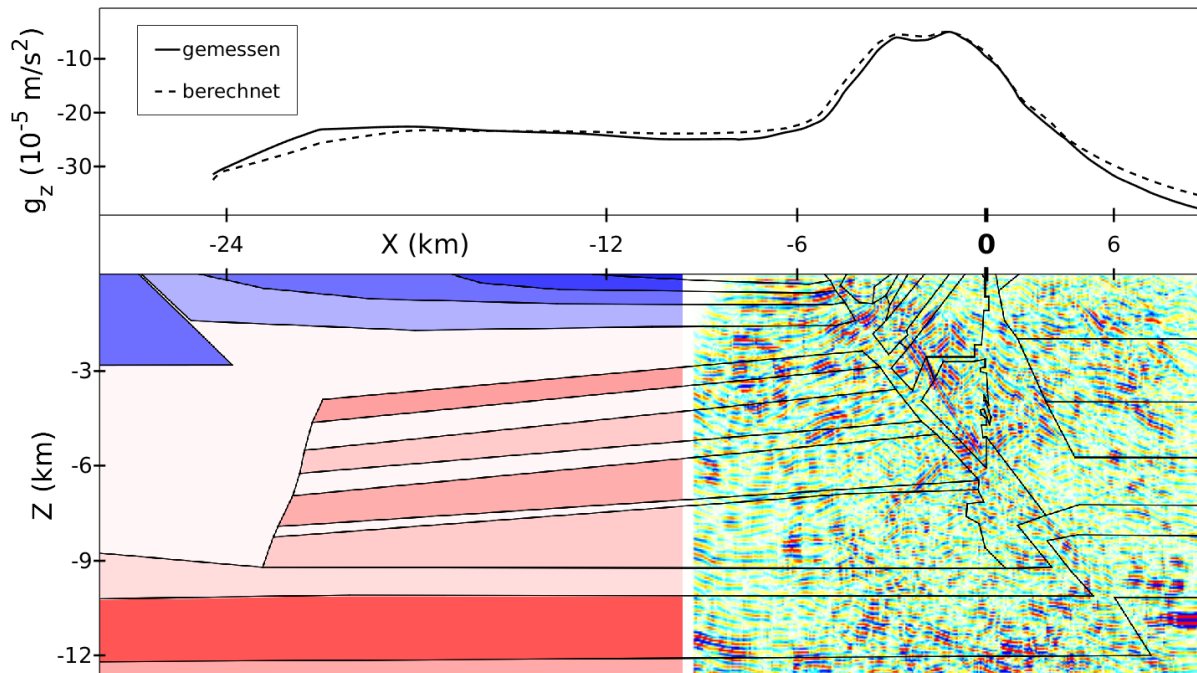 gemessen
berechnet
-10
-20
-30
g_z (10^-5 m/s^2)
-24 X (km) -12 -6 0 6
-3
-6
-9
-12
Z (km)